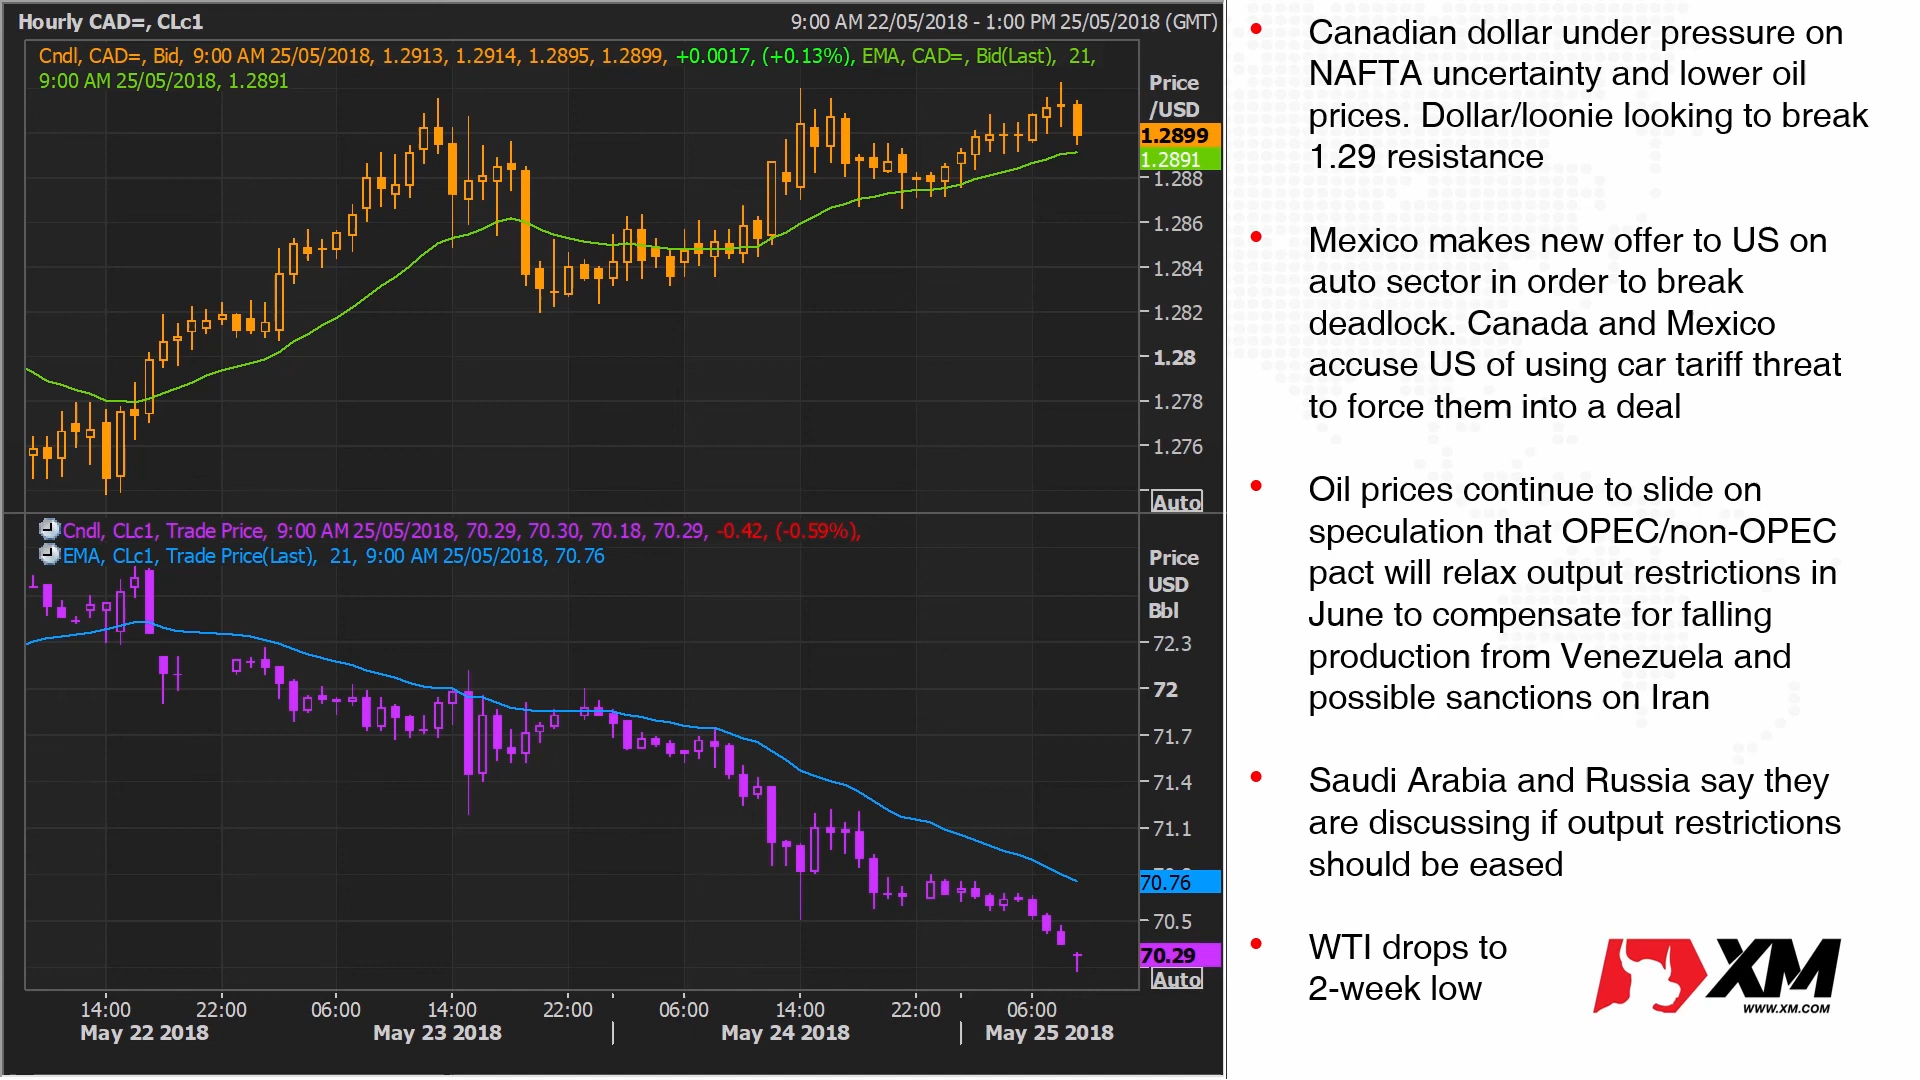 Hourly CAD=, CLc1
9:00 AM 22/05/2018 - 1:00 PM 25/05/2018 (GMT)
Cndl, CAD=, Bid, 9:00 AM 25/05/2018, 1.2913, 1.2914, 1.2895, 1.2899, +0.0017, (+0.13%), EMA, CAD=, Bid(Last), 21,
9:00 AM 25/05/2018, 1.2891
Price
/USD
1.2899
1.2891
1.288
1.286
1.284
1.282
1.28
1.278
1.276
Auto
Cndl, CLc1, Trade Price, 9:00 AM 25/05/2018, 70.29, 70.30, 70.18, 70.29, -0.42, (-0.59%),
EMA, CLc1, Trade Price(Last), 21, 9:00 AM 25/05/2018, 70.76
Price
USD
Bbl
72.3
72
71.7
71.4
71.1
70.76
70.5
70.29
Auto
14:00 22:00 06:00 14:00 22:00 06:00 14:00 22:00 06:00
May 22 2018 May 23 2018 May 24 2018 May 25 2018
• Canadian dollar under pressure on
NAFTA uncertainty and lower oil
prices. Dollar/loonie looking to break
1.29 resistance
• Mexico makes new offer to US on
auto sector in order to break
deadlock. Canada and Mexico
accuse US of using car tariff threat
to force them into a deal
• Oil prices continue to slide on
speculation that OPEC/non-OPEC
pact will relax output restrictions in
June to compensate for falling
production from Venezuela and
possible sanctions on Iran
• Saudi Arabia and Russia say they
are discussing if output restrictions
should be eased
• WTI drops to
2-week low
XM
WWW.XM.COM